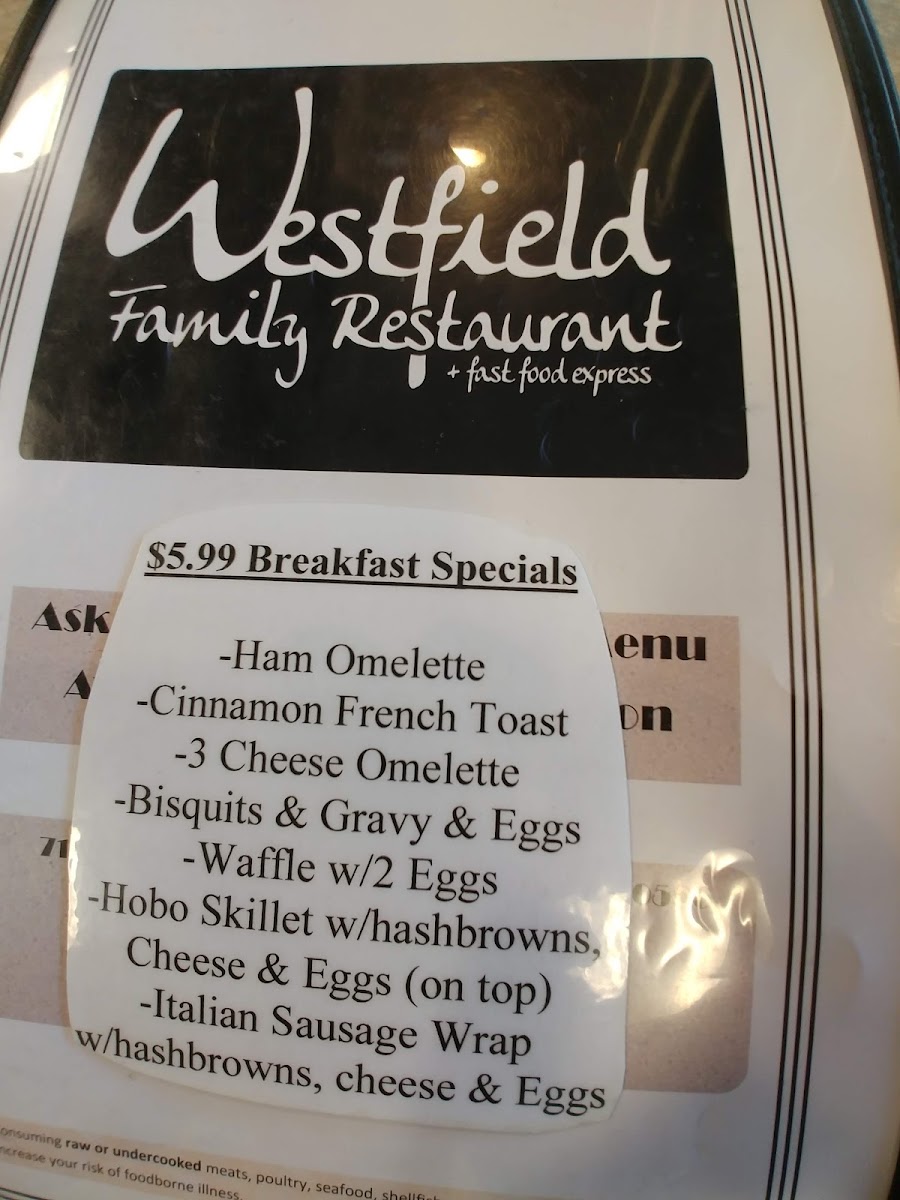 Westfield
Family Restaurant
+ fast food express
$5.99 Breakfast Specials
-Ham Omelette
-Cinnamon French Toast
-3 Cheese Omelette
-Bisquits & Gravy & Eggs
-Waffle w/2 Eggs
-Hobo Skillet w/hashbrowns,
Cheese & Eggs (on top)
-Italian Sausage Wrap
w/hashbrowns, cheese & Eggs
Ask
raw or undercooked meats, poultry, seafood,
your risk of foodborne illness.